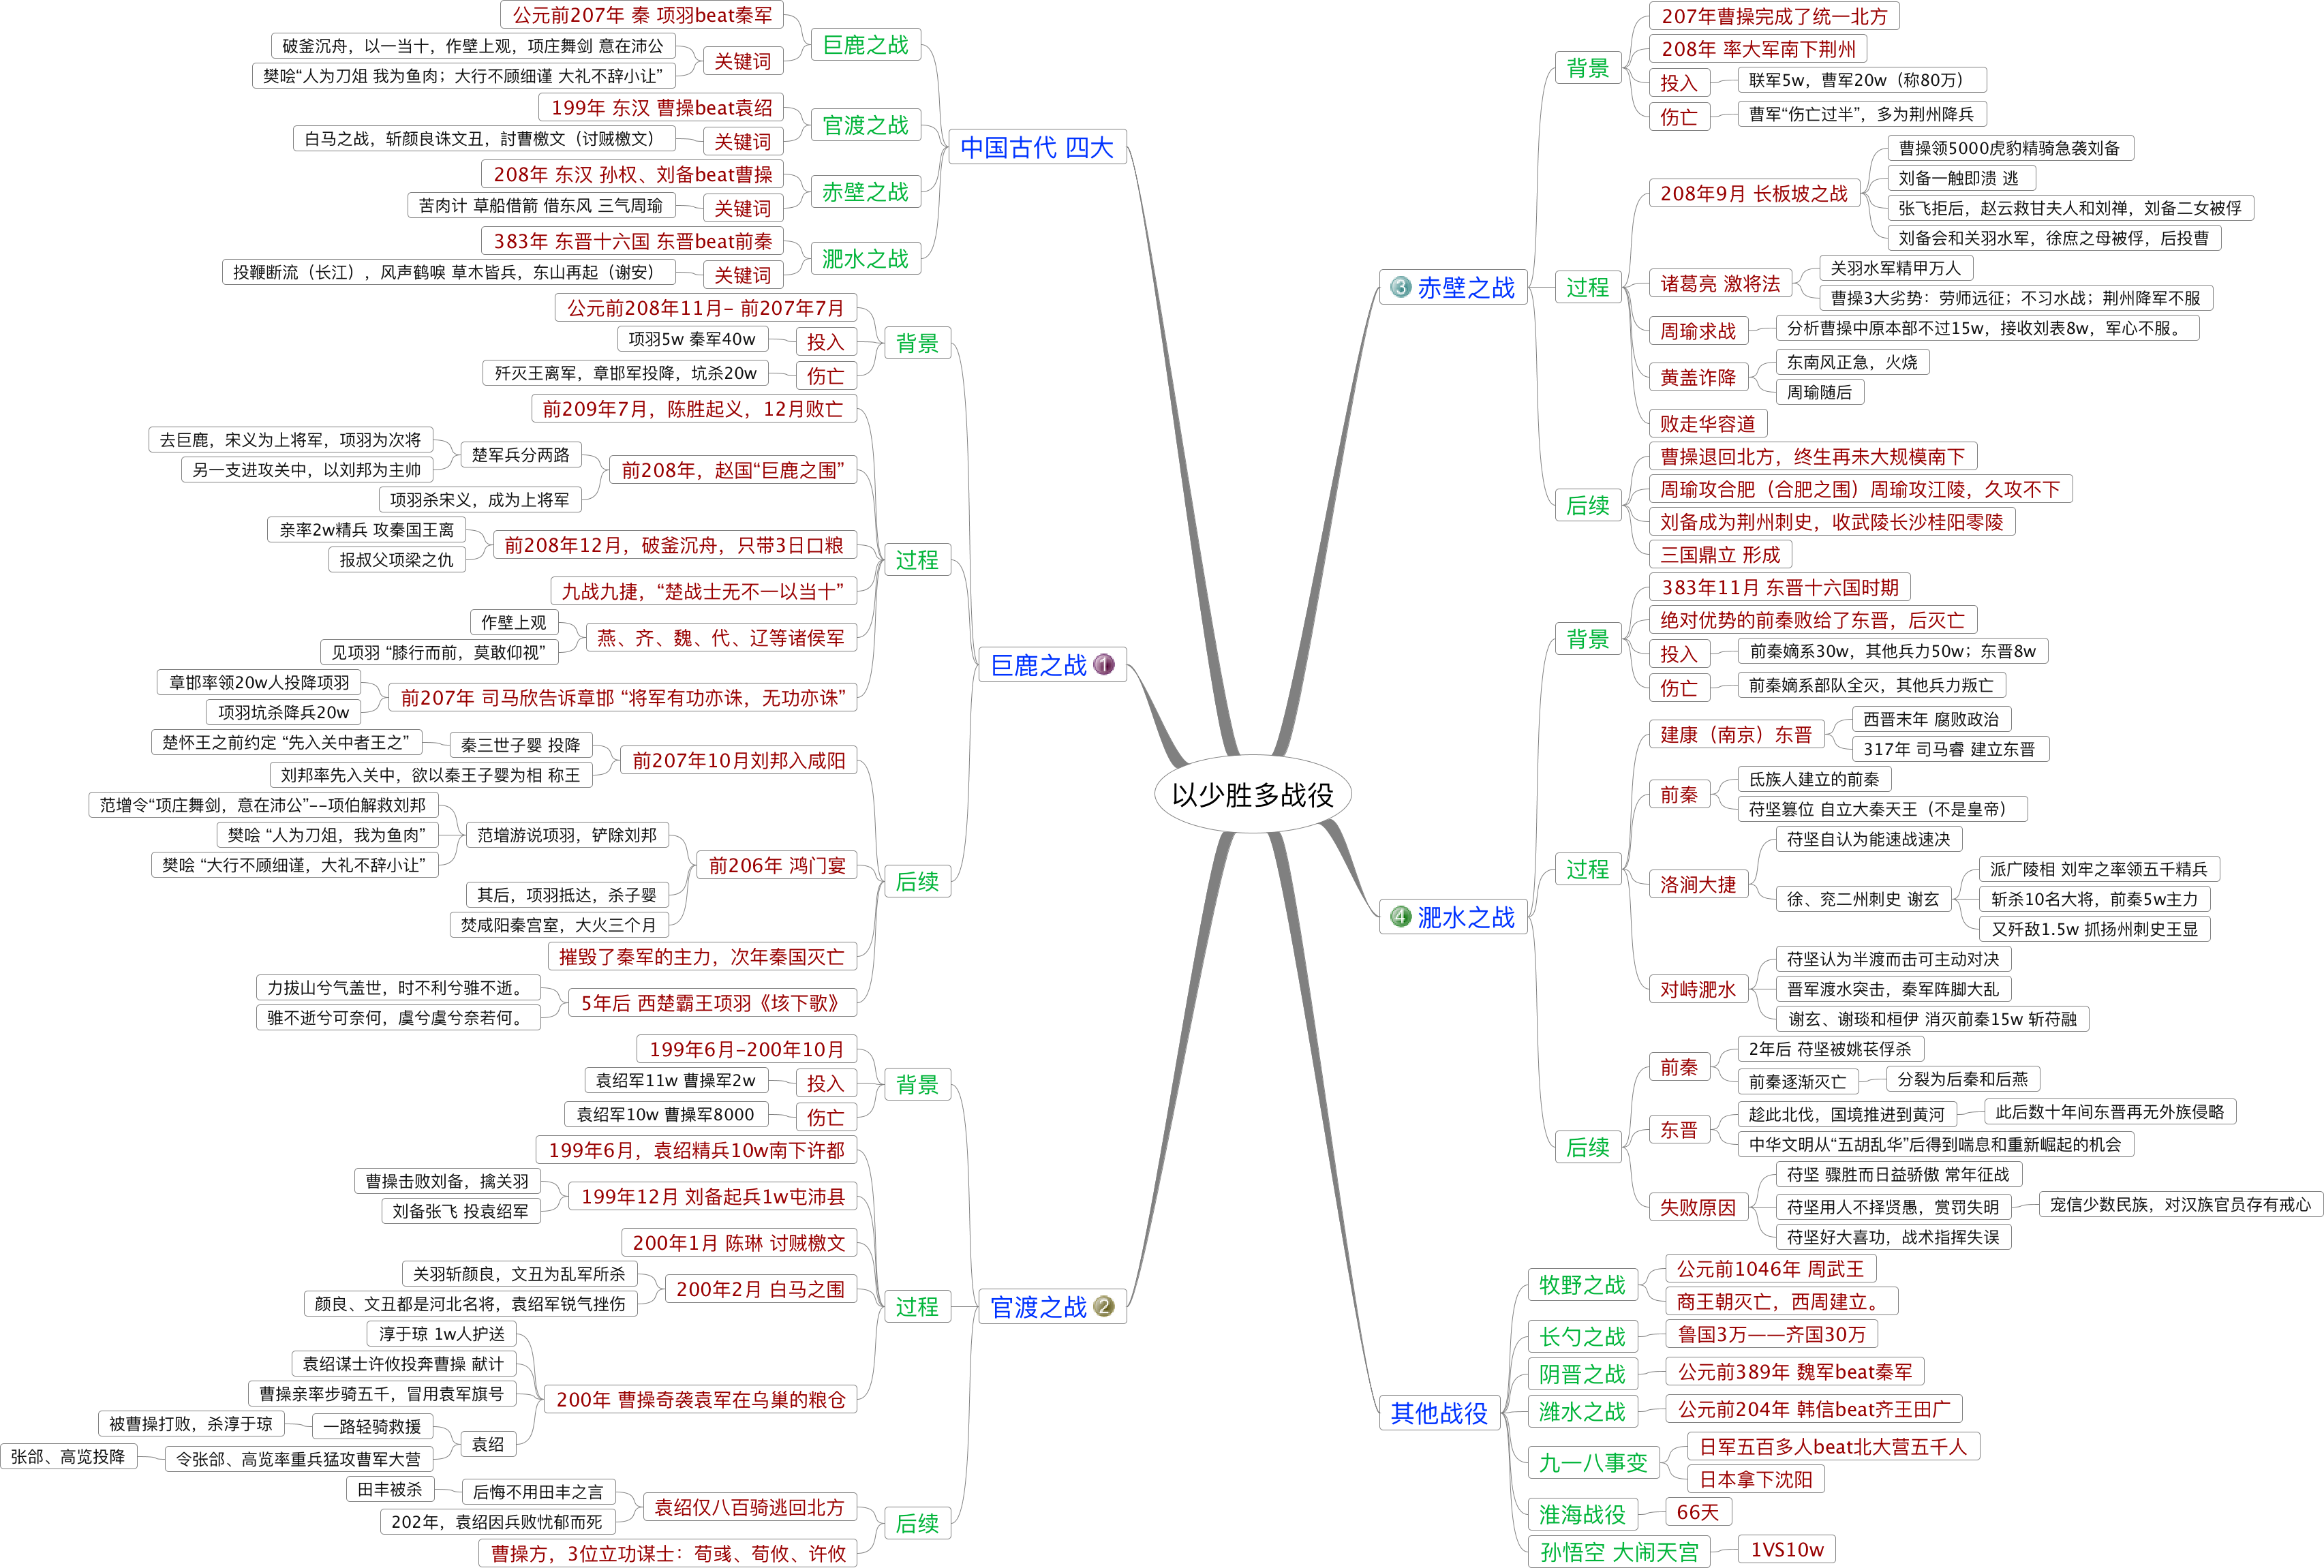 以少胜多战役
中国古代 四大
巨鹿之战
公元前207年 秦 项羽beat秦军
关键词
破釜沉舟，以一当十，作壁上观，项庄舞剑 意在沛公
樊哙“人为刀俎 我为鱼肉；大行不顾细谨 大礼不辞小让”
官渡之战
199年 东汉 曹操beat袁绍
关键词
白马之战，斩颜良诛文丑，討曹檄文（讨贼檄文）
赤壁之战
208年 东汉 孙权、刘备beat曹操
关键词
苦肉计 草船借箭 借东风 三气周瑜
淝水之战
383年 东晋十六国 东晋beat前秦
关键词
投鞭断流（长江），风声鹤唳 草木皆兵，东山再起（谢安）
巨鹿之战 1
背景
公元前208年11月– 前207年7月
投入
项羽5w 秦军40w
伤亡
歼灭王离军，章邯军投降，坑杀20w
过程
前209年7月，陈胜起义，12月败亡
前208年，赵国“巨鹿之围”
楚军兵分两路
去巨鹿，宋义为上将军，项羽为次将
另一支进攻关中，以刘邦为主帅
项羽杀宋义，成为上将军
前208年12月，破釜沉舟，只带3日口粮
亲率2w精兵 攻秦国王离
报叔父项梁之仇
九战九捷，“楚战士无不一以当十”
燕、齐、魏、代、辽等诸侯军
作壁上观
见项羽 “膝行而前，莫敢仰视”
前207年 司马欣告诉章邯 “将军有功亦诛，无功亦诛”
章邯率领20w人投降项羽
项羽坑杀降兵20w
后续
前207年10月刘邦入咸阳
秦三世子婴 投降
楚怀王之前约定 “先入关中者王之”
刘邦率先入关中，欲以秦王子婴为相 称王
前206年 鸿门宴
范增游说项羽，铲除刘邦
范增令“项庄舞剑，意在沛公”--项伯解救刘邦
樊哙 “人为刀俎，我为鱼肉”
樊哙 “大行不顾细谨，大礼不辞小让”
其后，项羽抵达，杀子婴
焚咸阳秦宫室，大火三个月
摧毁了秦军的主力，次年秦国灭亡
5年后 西楚霸王项羽《垓下歌》
力拔山兮气盖世，时不利兮骓不逝。
骓不逝兮可奈何，虞兮虞兮奈若何。
官渡之战 2
背景
199年6月–200年10月
投入
袁绍军11w 曹操军2w
伤亡
袁绍军10w 曹操军8000
过程
199年6月，袁绍精兵10w南下许都
199年12月 刘备起兵1w屯沛县
曹操击败刘备，擒关羽
刘备张飞 投袁绍军
200年1月 陈琳 讨贼檄文
200年2月 白马之围
关羽斩颜良，文丑为乱军所杀
颜良、文丑都是河北名将，袁绍军锐气挫伤
200年 曹操奇袭袁军在乌巢的粮仓
淳于琼 1w人护送
袁绍谋士许攸投奔曹操 献计
曹操亲率步骑五千，冒用袁军旗号
袁绍
一路轻骑救援
被曹操打败，杀淳于琼
令张郃、高览率重兵猛攻曹军大营
张郃、高览投降
后续
袁绍仅八百骑逃回北方
后悔不用田丰之言
田丰被杀
202年，袁绍因兵败忧郁而死
曹操方，3位立功谋士：荀彧、荀攸、许攸
3 赤壁之战
背景
207年曹操完成了统一北方
208年 率大军南下荆州
投入
联军5w，曹军20w（称80万）
伤亡
曹军“伤亡过半”，多为荆州降兵
过程
208年9月 长板坡之战
曹操领5000虎豹精骑急袭刘备
刘备一触即溃 逃
张飞拒后，赵云救甘夫人和刘禅，刘备二女被俘
刘备会和关羽水军，徐庶之母被俘，后投曹
诸葛亮 激将法
关羽水军精甲万人
曹操3大劣势：劳师远征；不习水战；荆州降军不服
周瑜求战
分析曹操中原本部不过15w，接收刘表8w，军心不服。
黄盖诈降
东南风正急，火烧
周瑜随后
败走华容道
后续
曹操退回北方，终生再未大规模南下
周瑜攻合肥（合肥之围）周瑜攻江陵，久攻不下
刘备成为荆州刺史，收武陵长沙桂阳零陵
三国鼎立 形成
4 淝水之战
背景
383年11月 东晋十六国时期
绝对优势的前秦败给了东晋，后灭亡
投入
前秦嫡系30w，其他兵力50w；东晋8w
伤亡
前秦嫡系部队全灭，其他兵力叛亡
过程
建康（南京）东晋
西晋末年 腐败政治
317年 司马睿 建立东晋
前秦
氐族人建立的前秦
苻坚篡位 自立大秦天王（不是皇帝）
洛涧大捷
苻坚自认为能速战速决
徐、兖二州刺史 谢玄
派广陵相 刘牢之率领五千精兵
斩杀10名大将，前秦5w主力
又歼敌1.5w 抓扬州刺史王显
对峙淝水
苻坚认为半渡而击可主动对决
晋军渡水突击，秦军阵脚大乱
谢玄、谢琰和桓伊 消灭前秦15w 斩苻融
后续
前秦
2年后 苻坚被姚苌俘杀
前秦逐渐灭亡
分裂为后秦和后燕
东晋
趁此北伐，国境推进到黄河
此后数十年间东晋再无外族侵略
中华文明从“五胡乱华”后得到喘息和重新崛起的机会
失败原因
苻坚 骤胜而日益骄傲 常年征战
苻坚用人不择贤愚，赏罚失明
宠信少数民族，对汉族官员存有戒心
苻坚好大喜功，战术指挥失误
其他战役
牧野之战
公元前1046年 周武王
商王朝灭亡，西周建立。
长勺之战
鲁国3万——齐国30万
阴晋之战
公元前389年 魏军beat秦军
潍水之战
公元前204年 韩信beat齐王田广
九一八事变
日军五百多人beat北大营五千人
日本拿下沈阳
淮海战役
66天
孙悟空 大闹天宫
1VS10w